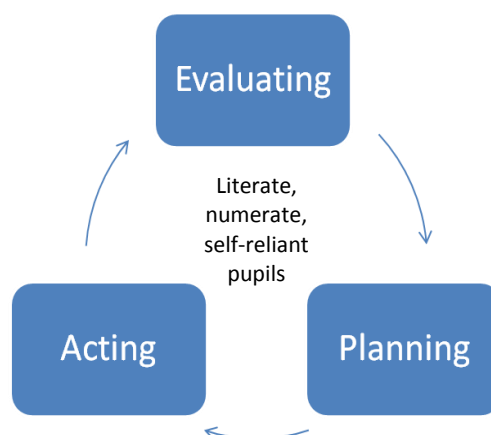 Evaluating
Literate,
numerate,
self-reliant
pupils
Acting
Planning